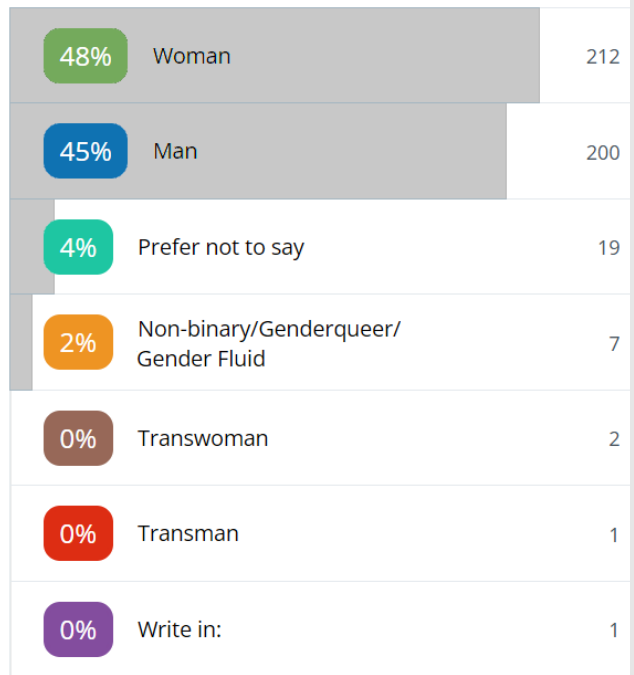 48% Woman 212
45% Man 200
4% Prefer not to say 19
2% Non-binary/Genderqueer/
Gender Fluid 7
0% Transwoman 2
0% Transman 1
0% Write in: 1